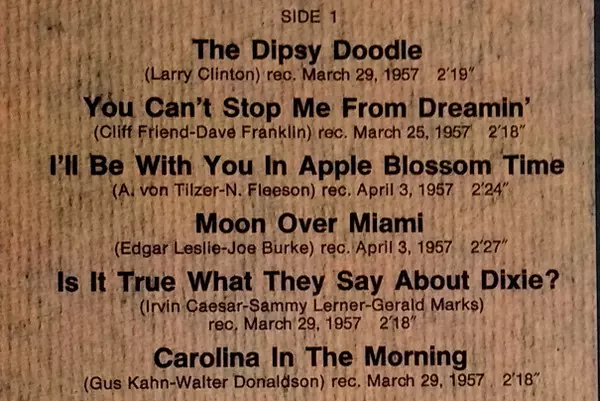 SIDE 1
The Dipsy Doodle
(Larry Clinton) rec. March 29, 1957 2'19"
You Can't Stop Me From Dreamin'
(Cliff Friend-Dave Franklin) rec. March 25, 1957 2'18"
I'll Be With You In Apple Blossom Time
(A. von Tilzer-N. Fleeson) rec. April 3, 1957 2'24"
Moon Over Miami
(Edgar Leslie-Joe Burke) rec. April 3, 1957 2'27"
Is It True What They Say About Dixie?
(Irvin Caesar-Sammy Lerner-Gerald Marks)
rec. March 29, 1957 2'18"
Carolina In The Morning
(Gus Kahn-Walter Donaldson) rec. March 29, 1957 2'18"